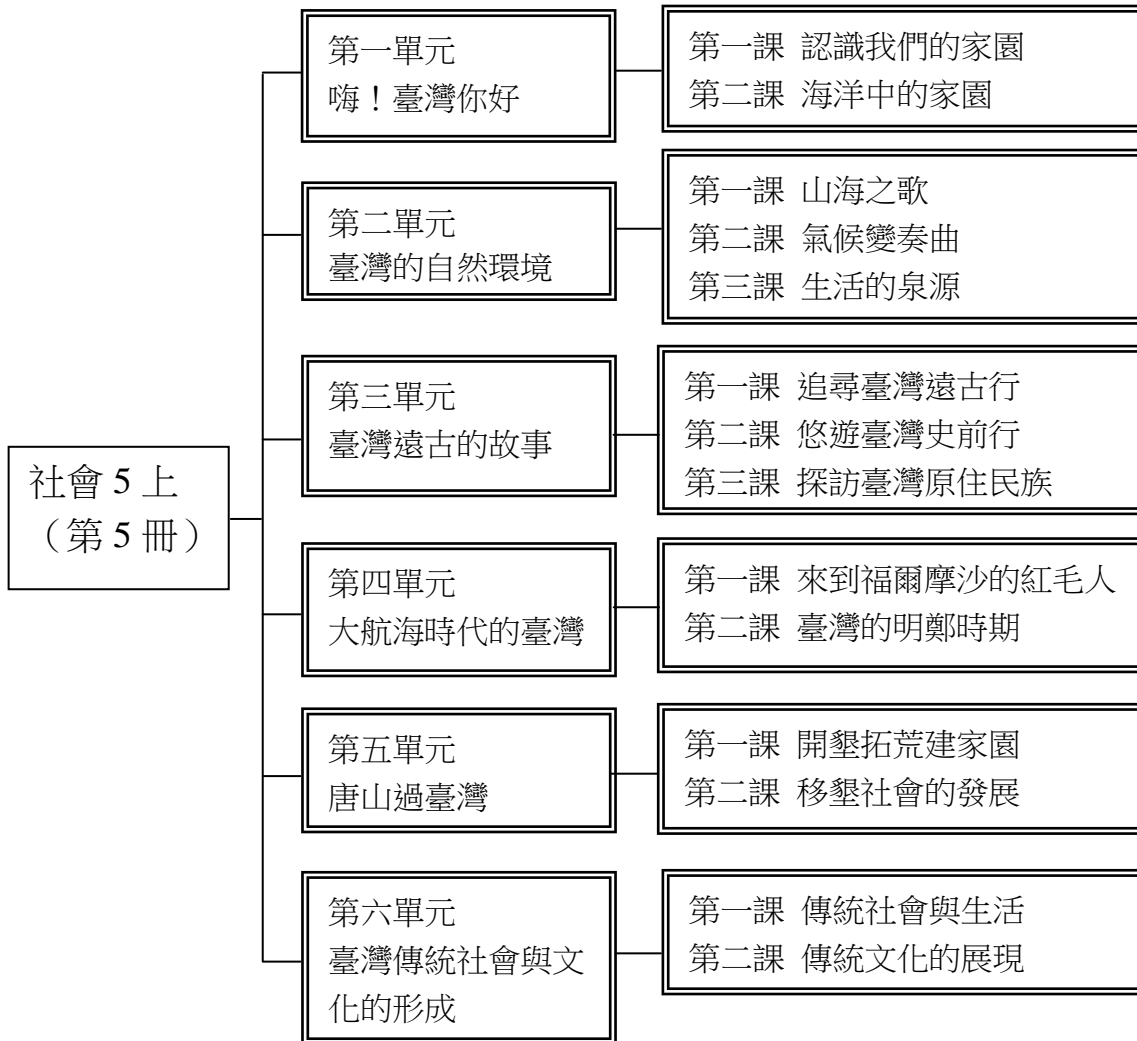 社會 5 上
（第 5 冊）
第一單元
嗨！臺灣你好
第一課 認識我們的家園
第二課 海洋中的家園
第二單元
臺灣的自然環境
第一課 山海之歌
第二課 氣候變奏曲
第三課 生活的泉源
第三單元
臺灣遠古的故事
第一課 追尋臺灣遠古行
第二課 悠遊臺灣史前行
第三課 探訪臺灣原住民族
第四單元
大航海時代的臺灣
第一課 來到福爾摩沙的紅毛人
第二課 臺灣的明鄭時期
第五單元
唐山過臺灣
第一課 開墾拓荒建家園
第二課 移墾社會的發展
第六單元
臺灣傳統社會與文
化的形成
第一課 傳統社會與生活
第二課 傳統文化的展現